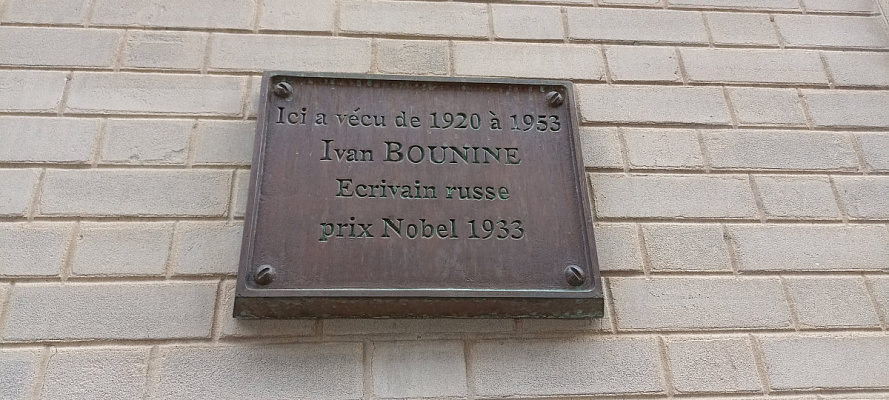 Ici a vécu de 1920 à 1953
Ivan BOUNINE
Ecrivain russe
prix Nobel 1933